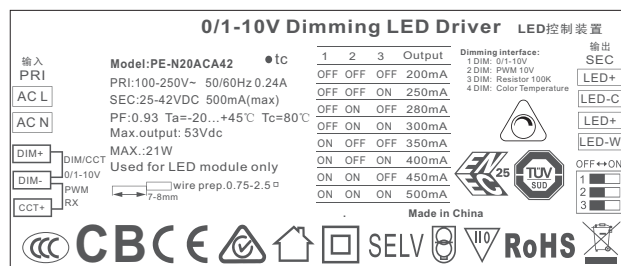 0/1-10V Dimming LED Driver LED控制装置
输入
PRI
AC L
AC N
DIM+
DIM-
CCT+
DIM/CCT
0/1-10V
PWM
RX
Model:PE-N20ACA42 tc
PRI:100-250V~ 50/60Hz 0.24A
SEC:25-42VDC 500mA(max)
PF:0.93 Ta=-20...+45℃ Tc=80℃
Max.output: 53Vdc
MAX.:21W
Used for LED module only
wire prep.0.75-2.5
7-8mm
1 2 3 Output
OFF OFF OFF 200mA
OFF OFF ON 250mA
OFF ON OFF 280mA
OFF ON ON 300mA
ON OFF OFF 350mA
ON OFF ON 400mA
ON ON OFF 450mA
ON ON ON 500mA
Made in China
Dimming interface:
1 DIM: 0/1-10V
2 DIM: PWM 10V
3 DIM: Resistor 100K
4 DIM: Color Temperature
ENEC 25
TÜV
SUD
输出
SEC
LED+
LED-C
LED+
LED-W
OFF↔ON
1
2
3
CCC CB CE SELV 110 RoHS